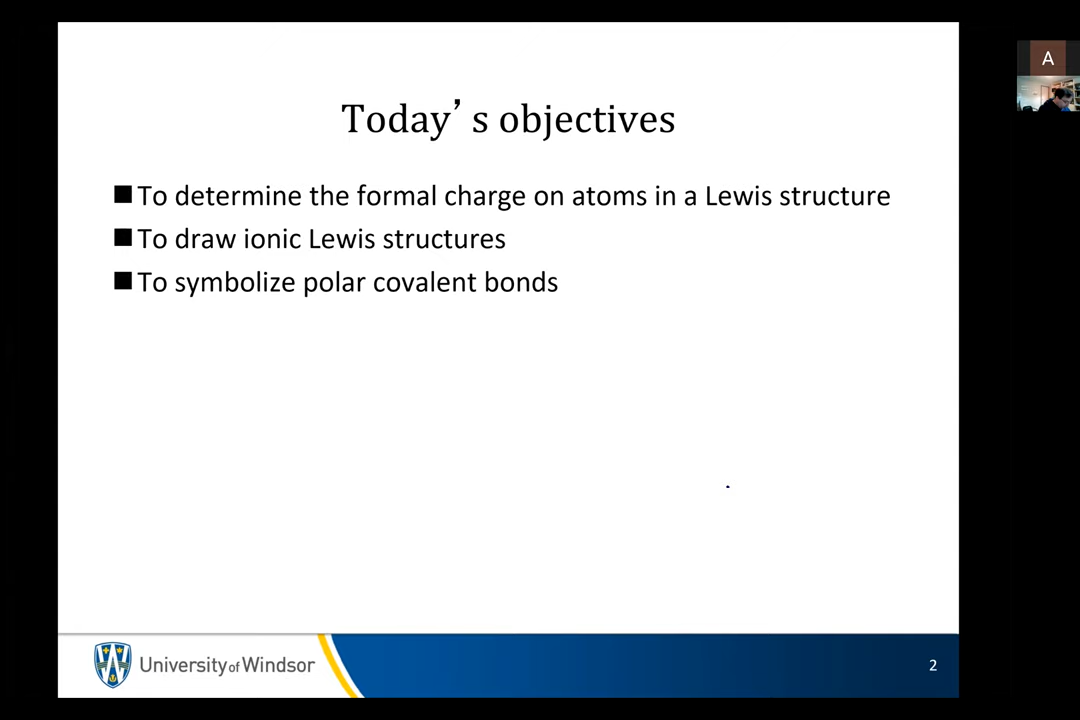 Today’s objectives
To determine the formal charge on atoms in a Lewis structure
To draw ionic Lewis structures
To symbolize polar covalent bonds
University of Windsor
2
A